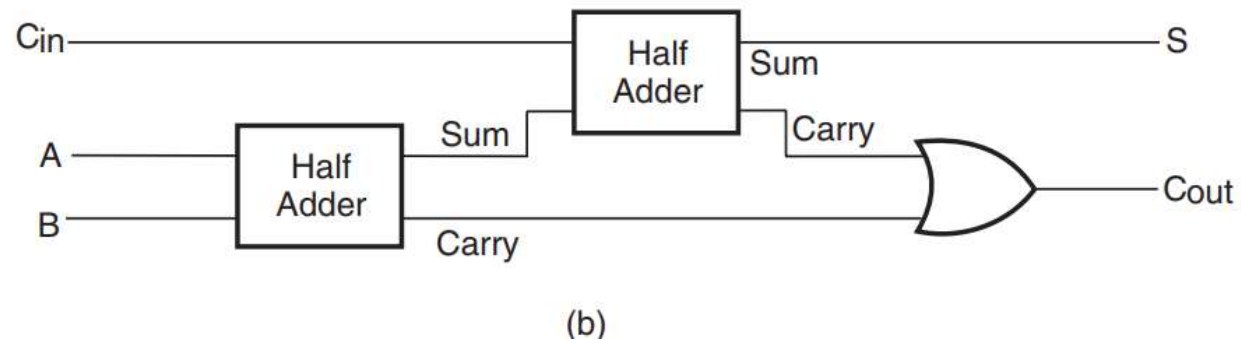 Cin
Half
Adder
Sum
S
A
B
Half
Adder
Sum
Carry
Carry
Cout
(b)